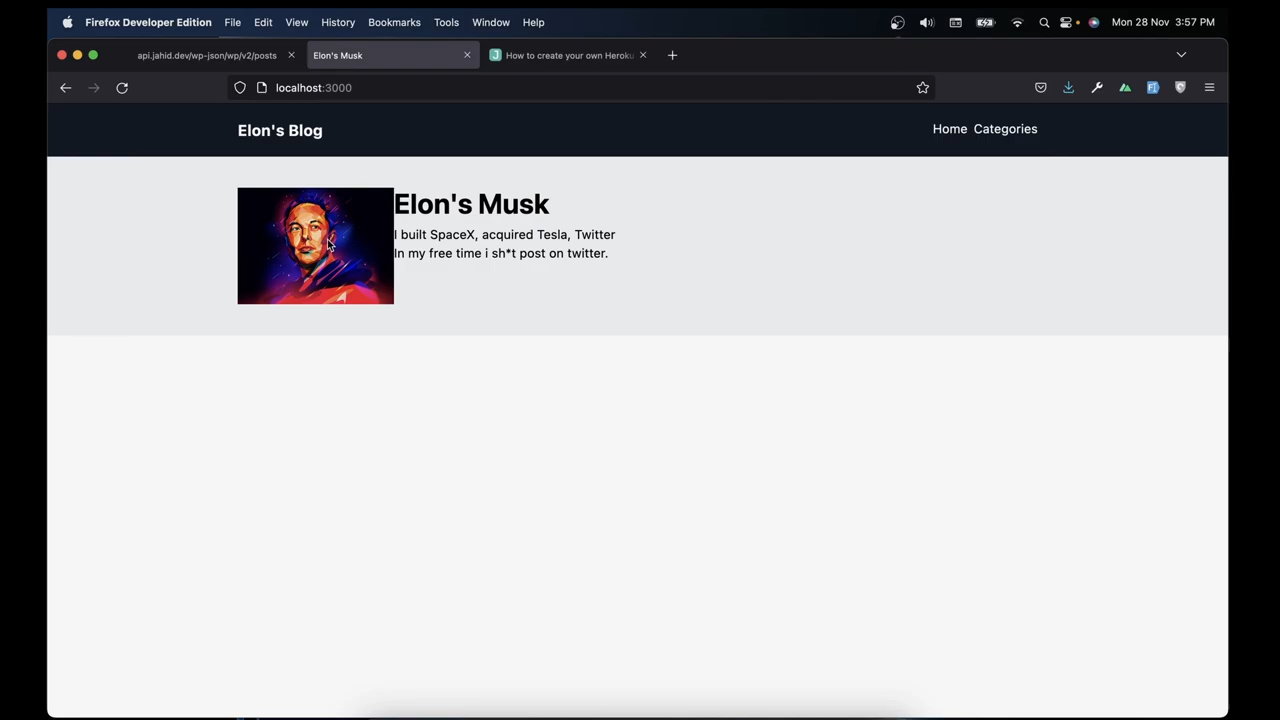 Firefox Developer Edition File Edit View History Bookmarks Tools Window Help Mon 28 Nov 3:57 PM
api.jahid.dev/wp-json/wp/v2/posts Elon's Musk How to create your own Heroku
localhost:3000
Elon's Blog Home Categories
Elon's Musk
I built SpaceX, acquired Tesla, Twitter
In my free time i sh*t post on twitter.